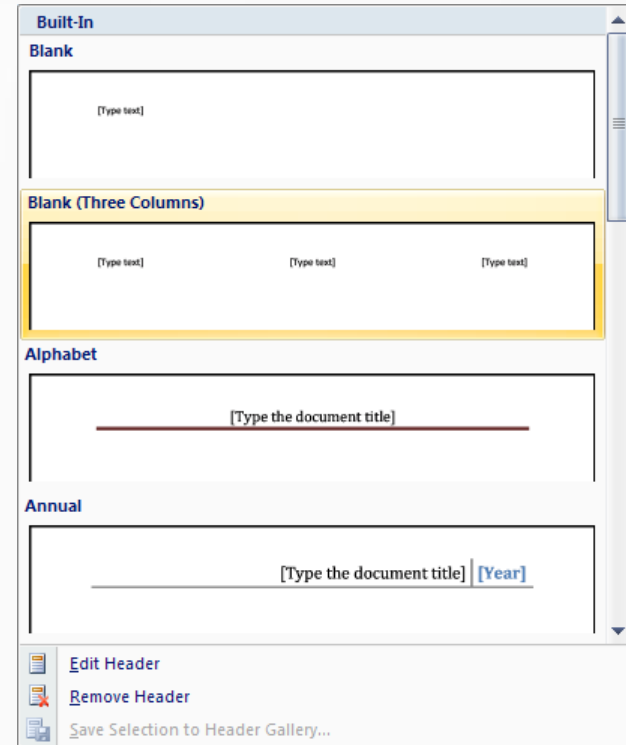 Built-In
Blank
[Type text]
Blank (Three Columns)
[Type text] [Type text] [Type text]
Alphabet
[Type the document title]
Annual
[Type the document title] [Year]
Edit Header
Remove Header
Save Selection to Header Gallery...